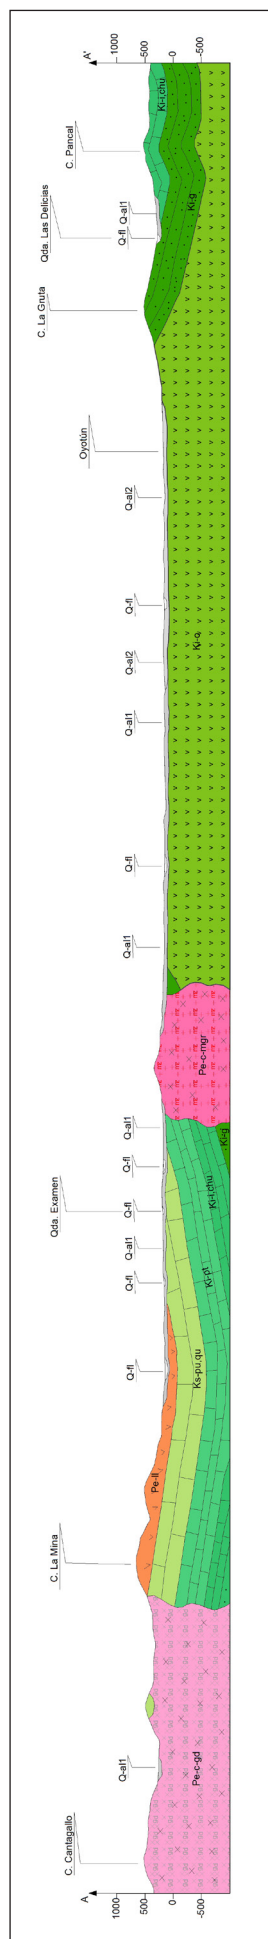 A
A'
C. Cantagallo
C. La Mina
Qda. Examen
Oyotún
C. La Gruta
Qda. Las Delicias
C. Pancal
1000
500
0
-500
Q-al1
Q-fl
Q-fl
Q-al1
Q-fl
Q-fl
Q-al1
Q-al1
Q-fl
Q-al1
Q-al2
Q-fl
Q-al2
Q-fl
Q-al1
1000
500
0
-500
Pe-c-gd
Pe-ll
Ks-pu,qu
Ki-pt
Ki-i,chu
Ki-g
Pe-c-mgr
Ki-g
Ki-i,chu